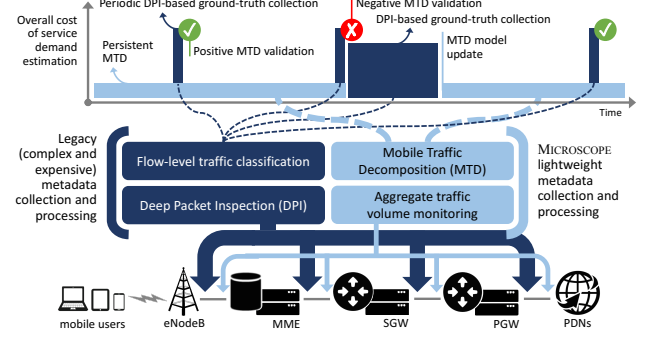 Periodic DPI-based ground-truth collection
Negative MTD validation
Overall cost
of service
demand
estimation
DPI-based ground-truth collection
Persistent
MTD
Positive MTD validation
MTD model
update
Time
Legacy
(complex and
expensive)
metadata
collection and
processing
Flow-level traffic classification
Mobile Traffic
Decomposition (MTD)
Deep Packet Inspection (DPI)
Aggregate traffic
volume monitoring
MICROSCOPE
lightweight
metadata
collection and
processing
mobile users
eNodeB
MME
SGW
PGW
PDNs